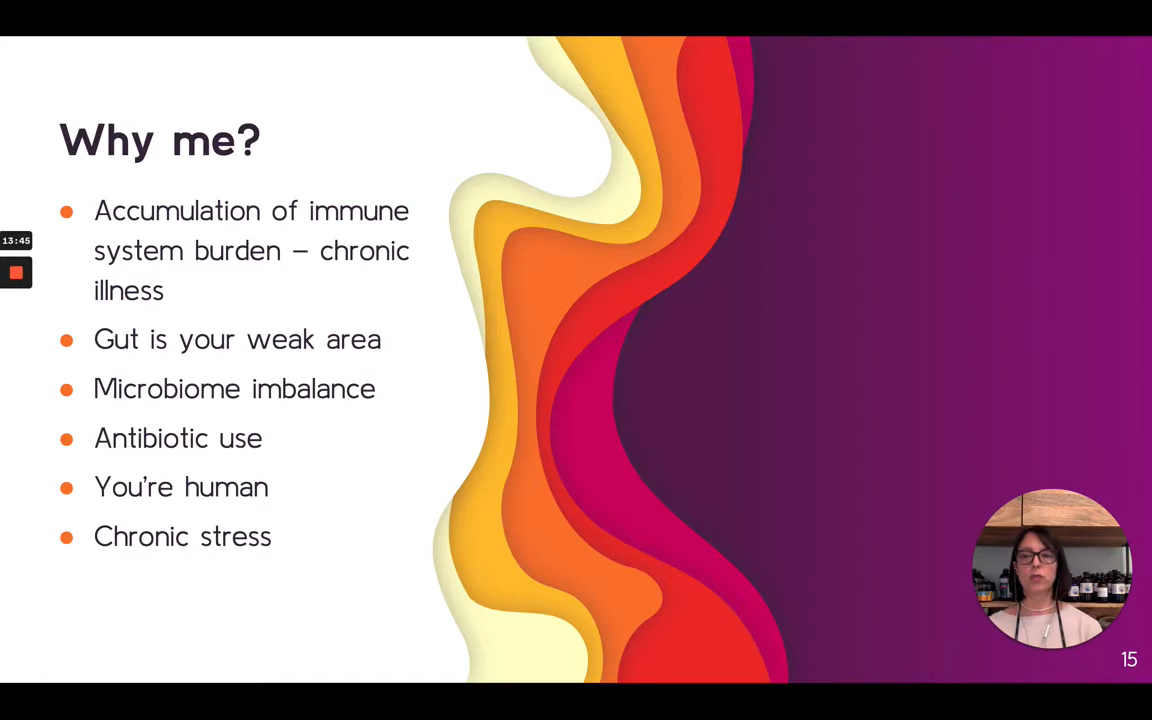 Why me?
Accumulation of immune
system burden – chronic
illness
13:45
Gut is your weak area
Microbiome imbalance
Antibiotic use
You’re human
Chronic stress
15